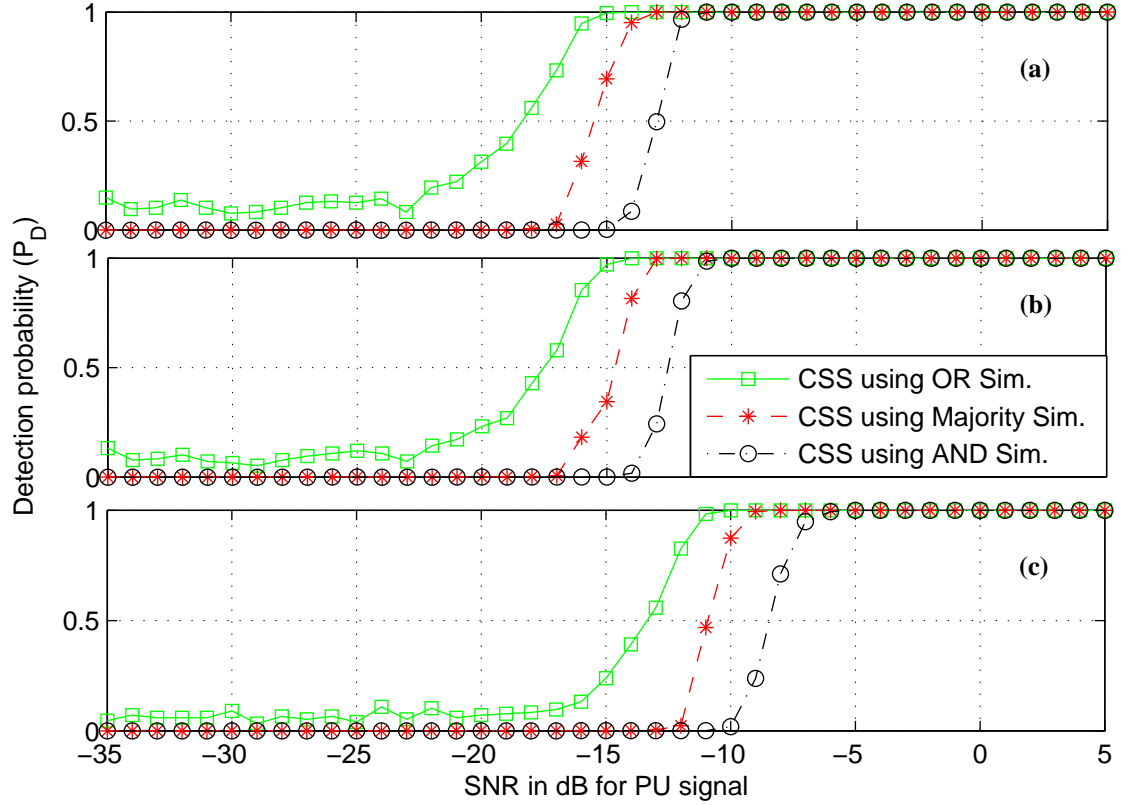 1
(a)
0.5
0
1
(b)
0.5
0
CSS using OR Sim.
CSS using Majority Sim.
CSS using AND Sim.
1
(c)
0.5
0
−35 −30 −25 −20 −15 −10 −5 0 5
SNR in dB for PU signal
Detection probability (P_D)